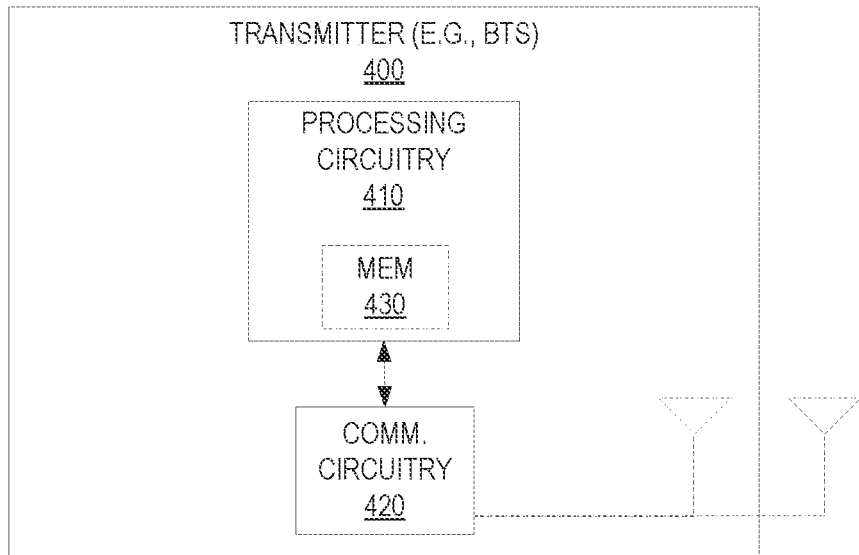 TRANSMITTER (E.G., BTS)
400
PROCESSING
CIRCUITRY
410
MEM
430
COMM.
CIRCUITRY
420